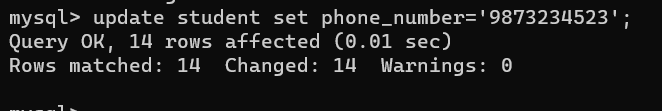 mysql> update student set phone_number='9873234523';
Query OK, 14 rows affected (0.01 sec)
Rows matched: 14  Changed: 14  Warnings: 0
mysql>